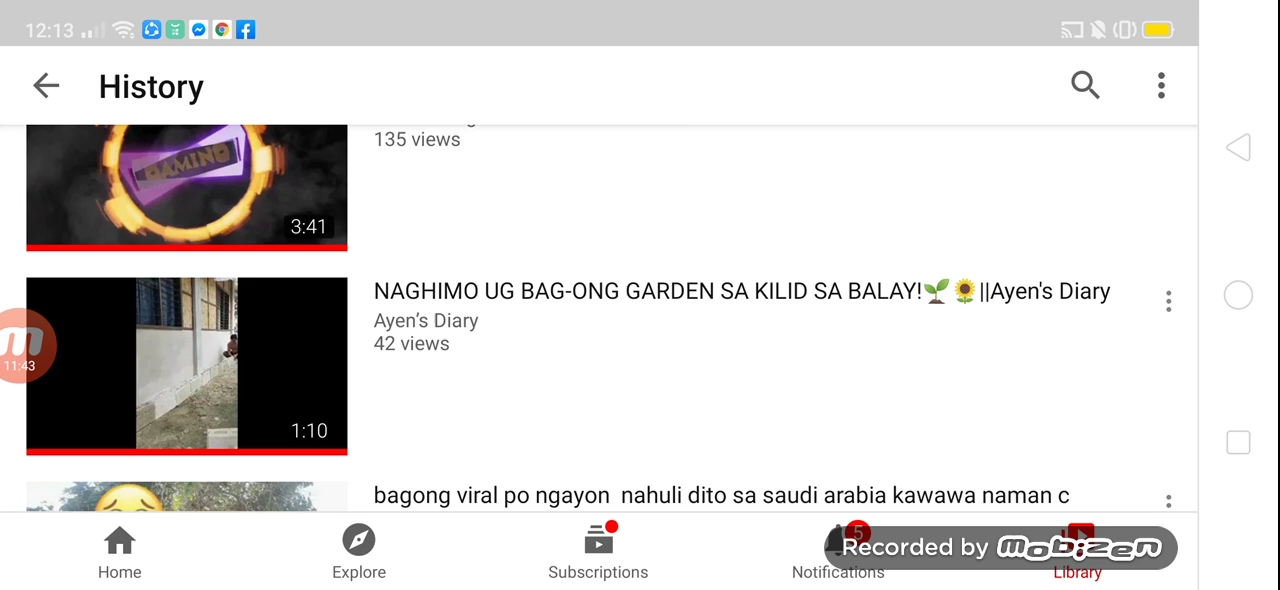 12:13
History
GAMING
135 views
3:41
NAGHIMO UG BAG-ONG GARDEN SA KILID SA BALAY!🌱🌻||Ayen's Diary
Ayen’s Diary
42 views
1:10
m
11:43
bagong viral po ngayon nahuli dito sa saudi arabia kawawa naman c
5
Recorded by mobizen
Home
Explore
Subscriptions
Notifications
Library